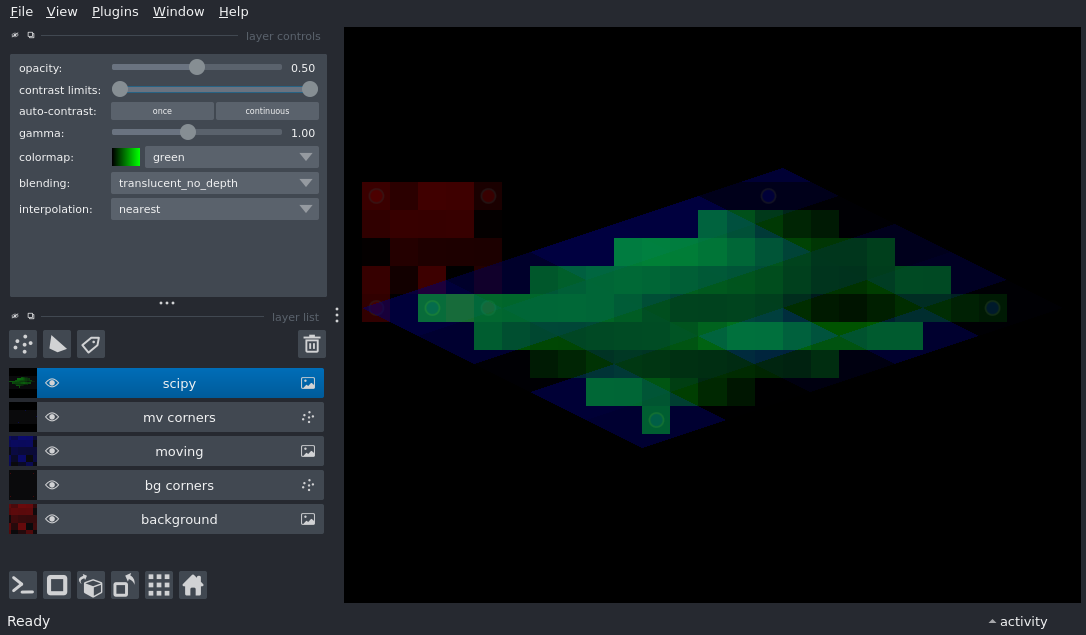 File View Plugins Window Help
layer controls
opacity: 0.50
contrast limits:
auto-contrast: once continuous
gamma: 1.00
colormap: green
blending: translucent_no_depth
interpolation: nearest
layer list
scipy
mv corners
moving
bg corners
background
Ready
activity